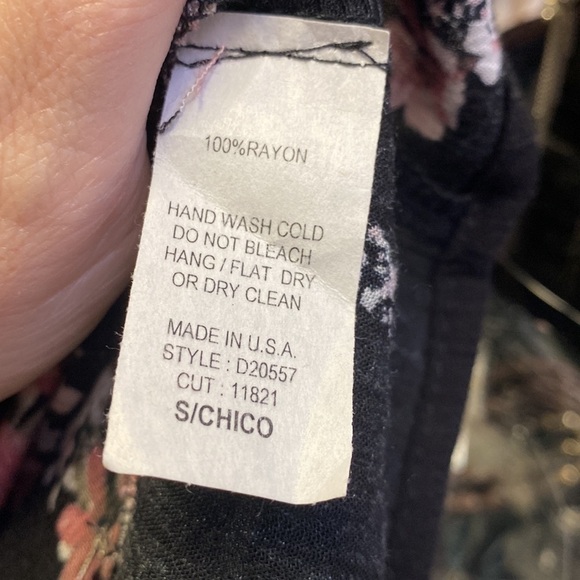 100%RAYON
HAND WASH COLD
DO NOT BLEACH
HANG / FLAT DRY
OR DRY CLEAN
MADE IN U.S.A.
STYLE : D20557
CUT : 11821
S/CHICO